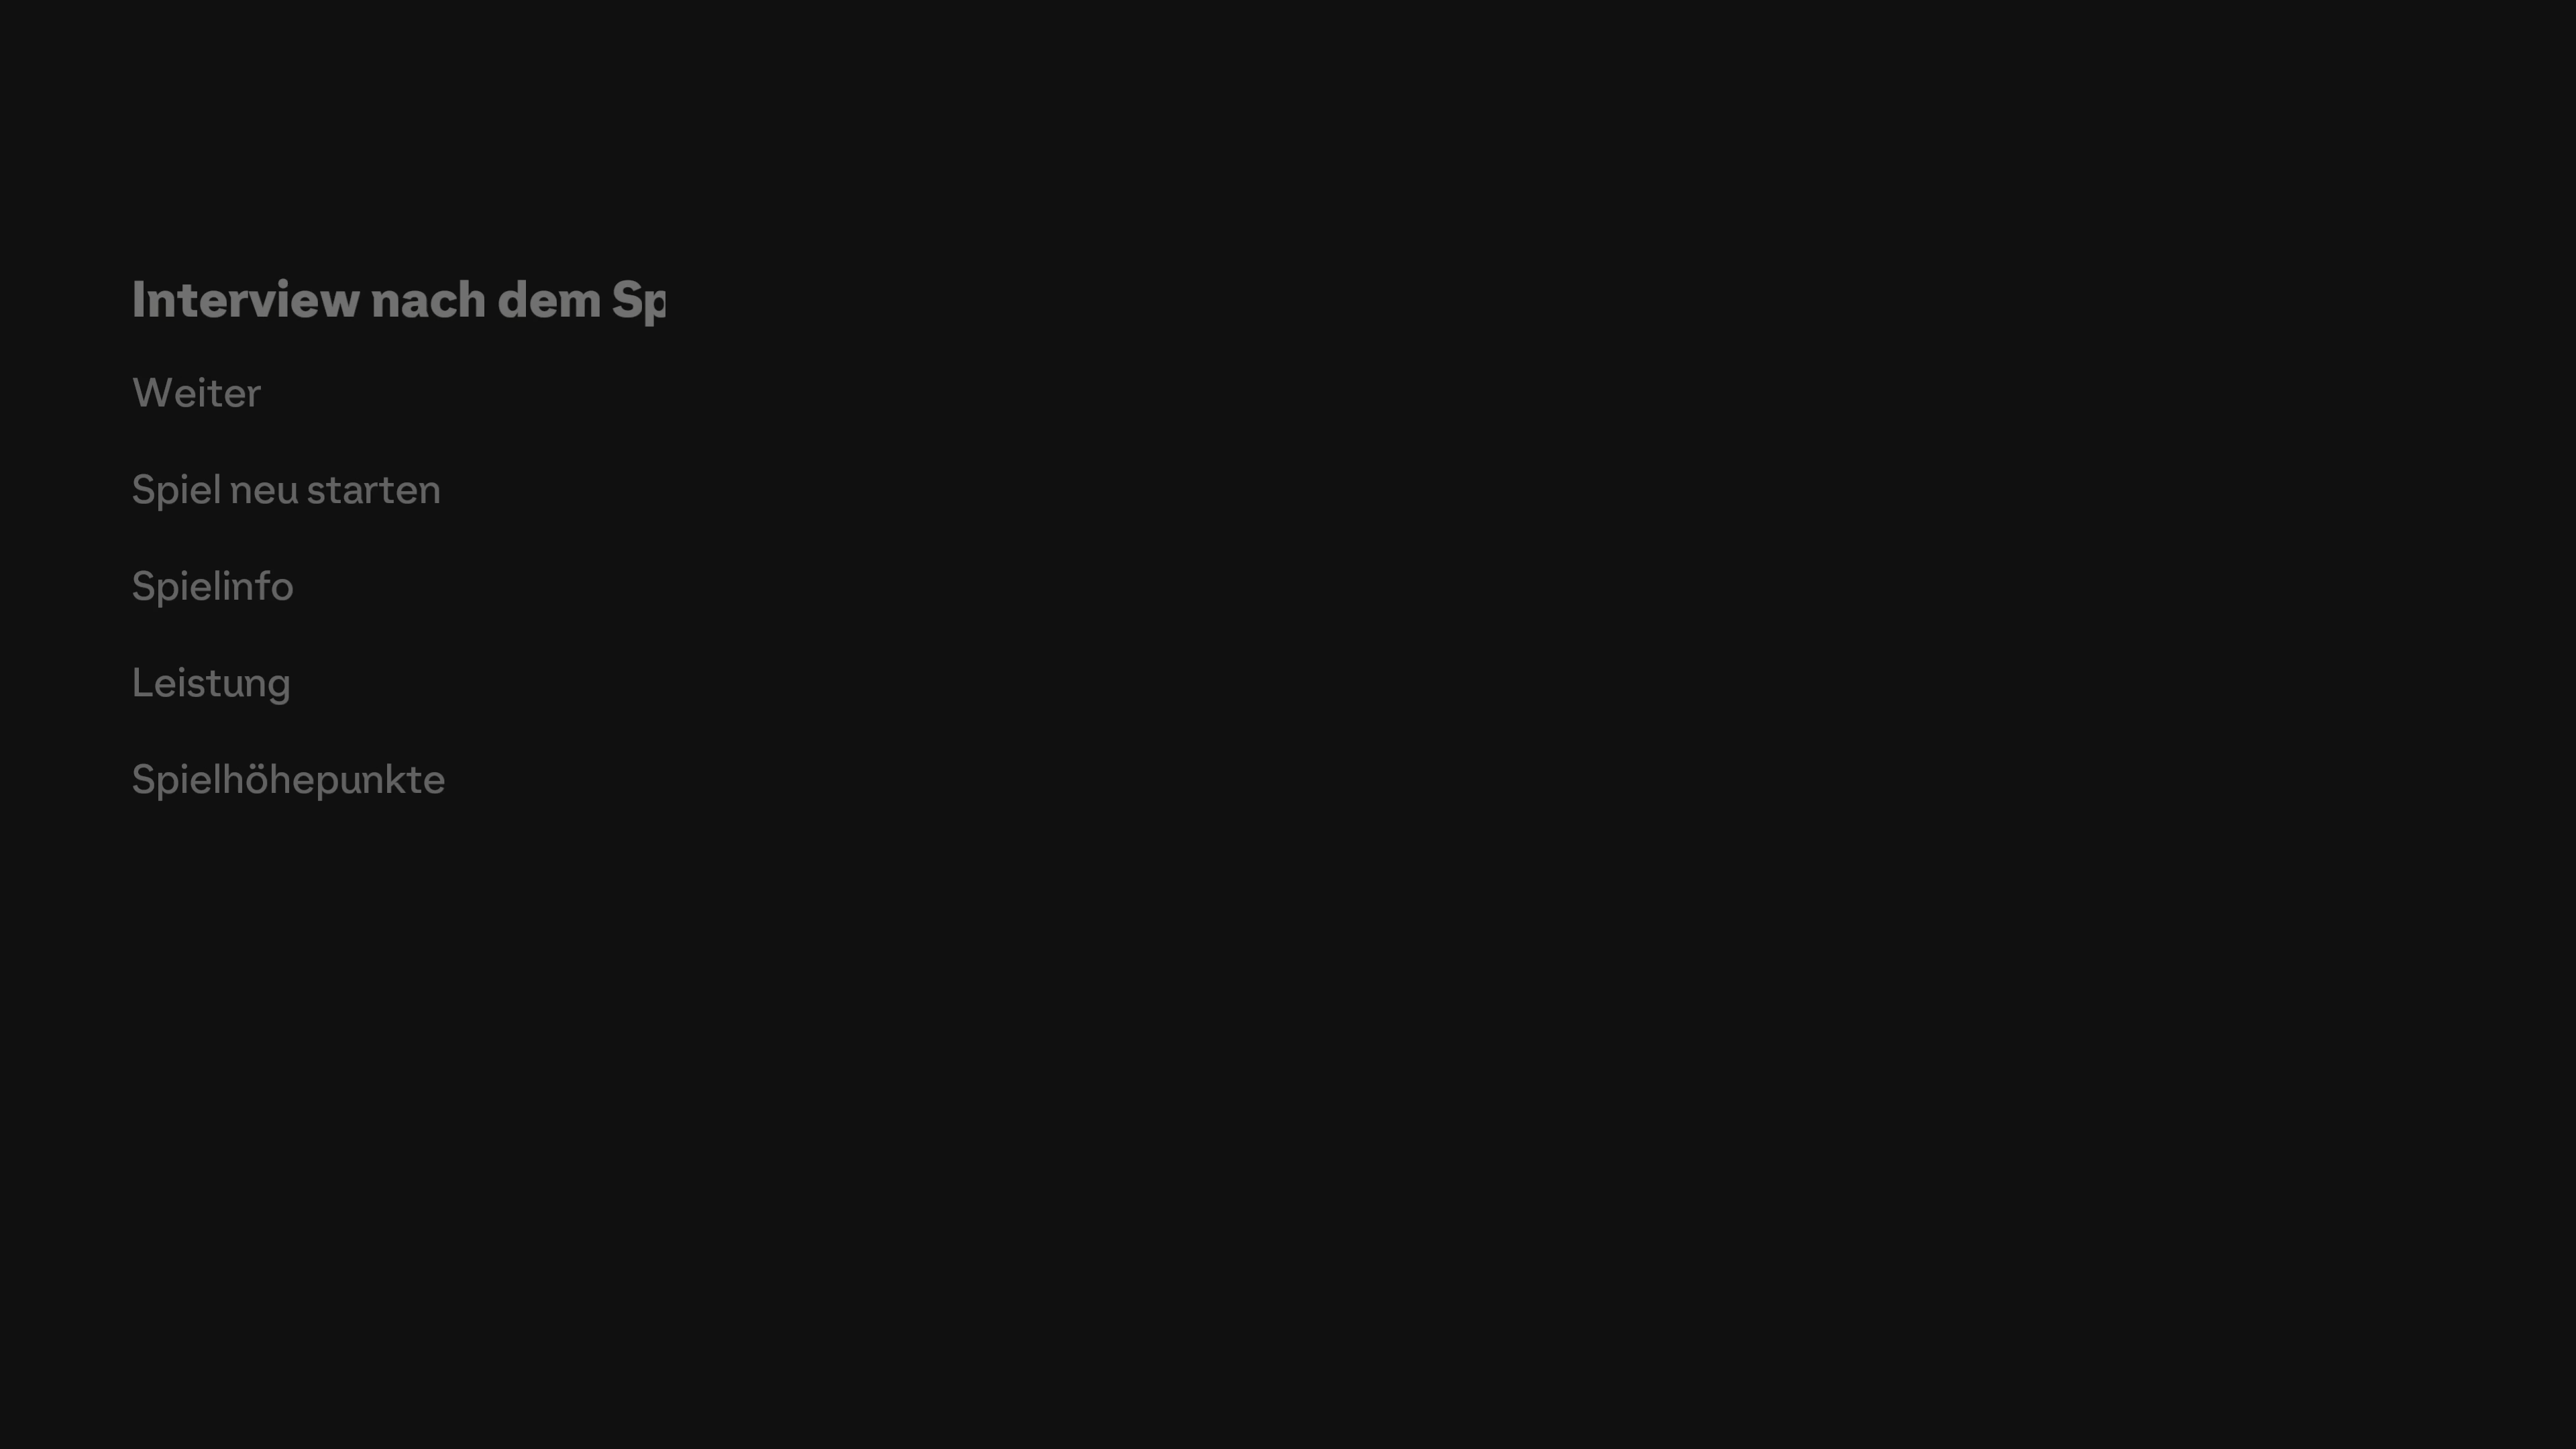 Interview nach dem Sp
Weiter
Spiel neu starten
Spielinfo
Leistung
Spielhöhepunkte